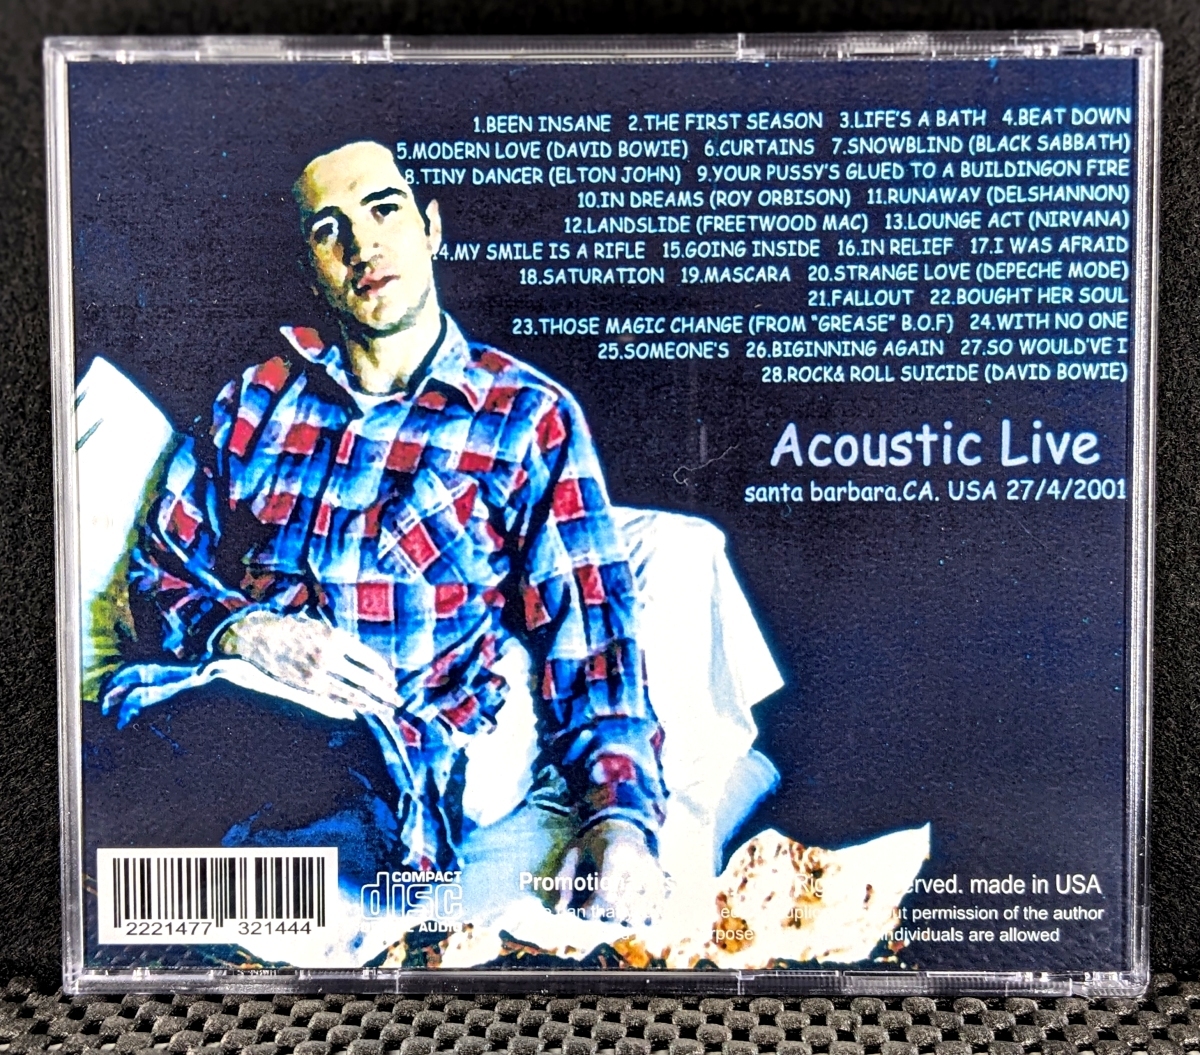 1.BEEN INSANE 2.THE FIRST SEASON 3.LIFE'S A BATH 4.BEAT DOWN
5.MODERN LOVE (DAVID BOWIE) 6.CURTAINS 7.SNOWBLIND (BLACK SABBATH)
8.TINY DANCER (ELTON JOHN) 9.YOUR PUSSY'S GLUED TO A BUILDINGON FIRE
10.IN DREAMS (ROY ORBISON) 11.RUNAWAY (DELSHANNON)
12.LANDSLIDE (FREETWOOD MAC) 13.LOUNGE ACT (NIRVANA)
4.MY SMILE IS A RIFLE 15.GOING INSIDE 16.IN RELIEF 17.I WAS AFRAID
18.SATURATION 19.MASCARA 20.STRANGE LOVE (DEPECHE MODE)
21.FALLOUT 22.BOUGHT HER SOUL
23.THOSE MAGIC CHANGE (FROM "GREASE" B.O.F) 24.WITH NO ONE
25.SOMEONE'S 26.BIGINNING AGAIN 27.SO WOULD'VE I
28.ROCK& ROLL SUICIDE (DAVID BOWIE)
Acoustic Live
santa barbara.CA. USA 27/4/2001
2221477 321444
COMPACT
disc
AUDIO
made in USA
permission of the author
individuals are allowed